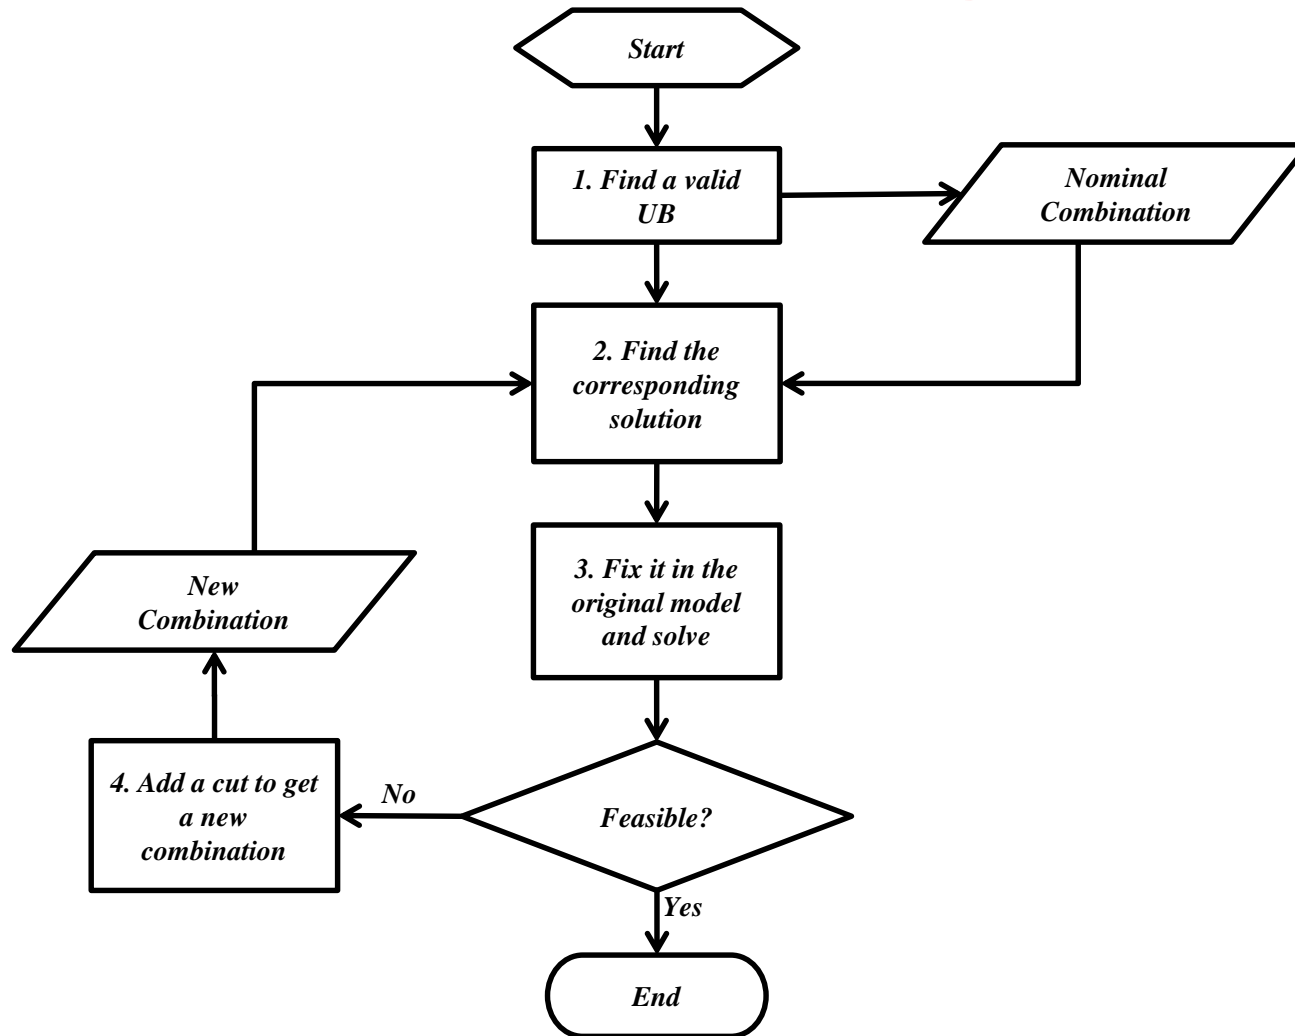 Start
1. Find a valid
UB
Nominal
Combination
2. Find the
corresponding
solution
3. Fix it in the
original model
and solve
New
Combination
4. Add a cut to get
a new
combination
No
Feasible?
Yes
End